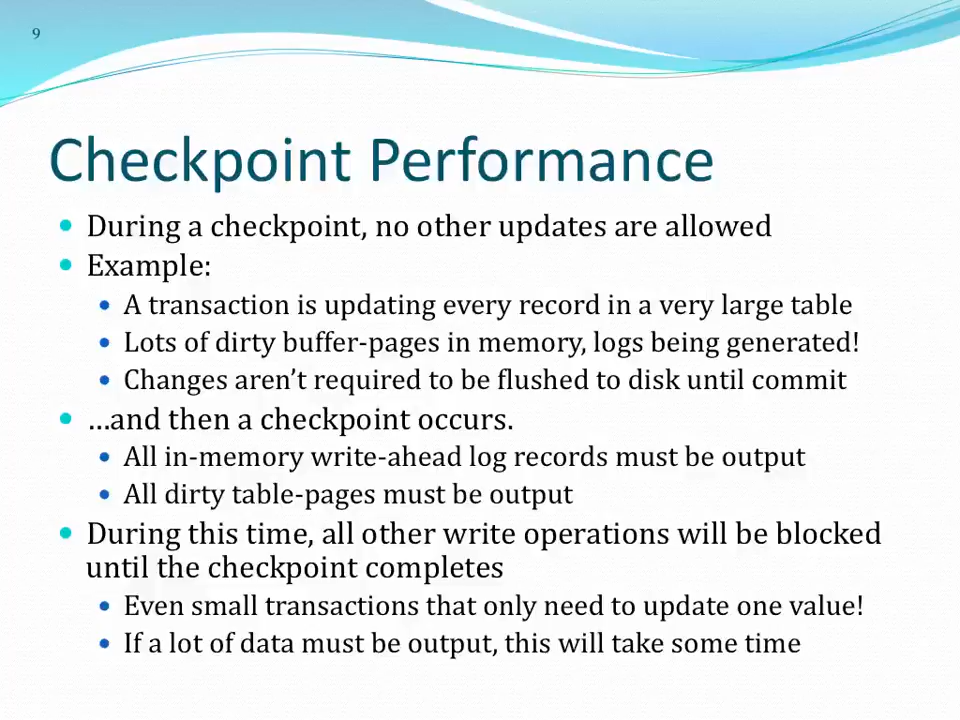 9
Checkpoint Performance
• During a checkpoint, no other updates are allowed
• Example:
• A transaction is updating every record in a very large table
• Lots of dirty buffer-pages in memory, logs being generated!
• Changes aren’t required to be flushed to disk until commit
• …and then a checkpoint occurs.
• All in-memory write-ahead log records must be output
• All dirty table-pages must be output
• During this time, all other write operations will be blocked
until the checkpoint completes
• Even small transactions that only need to update one value!
• If a lot of data must be output, this will take some time